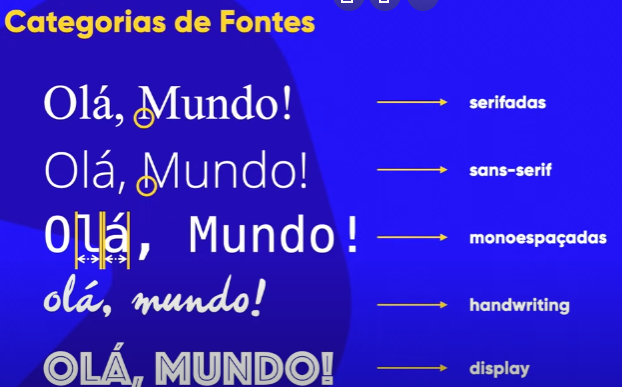 Categorias de Fontes
Olá, Mundo! serifadas
Olá, Mundo! sans-serif
Olá, Mundo! monoespaçadas
olá, mundo! handwriting
OLÁ, MUNDO! display